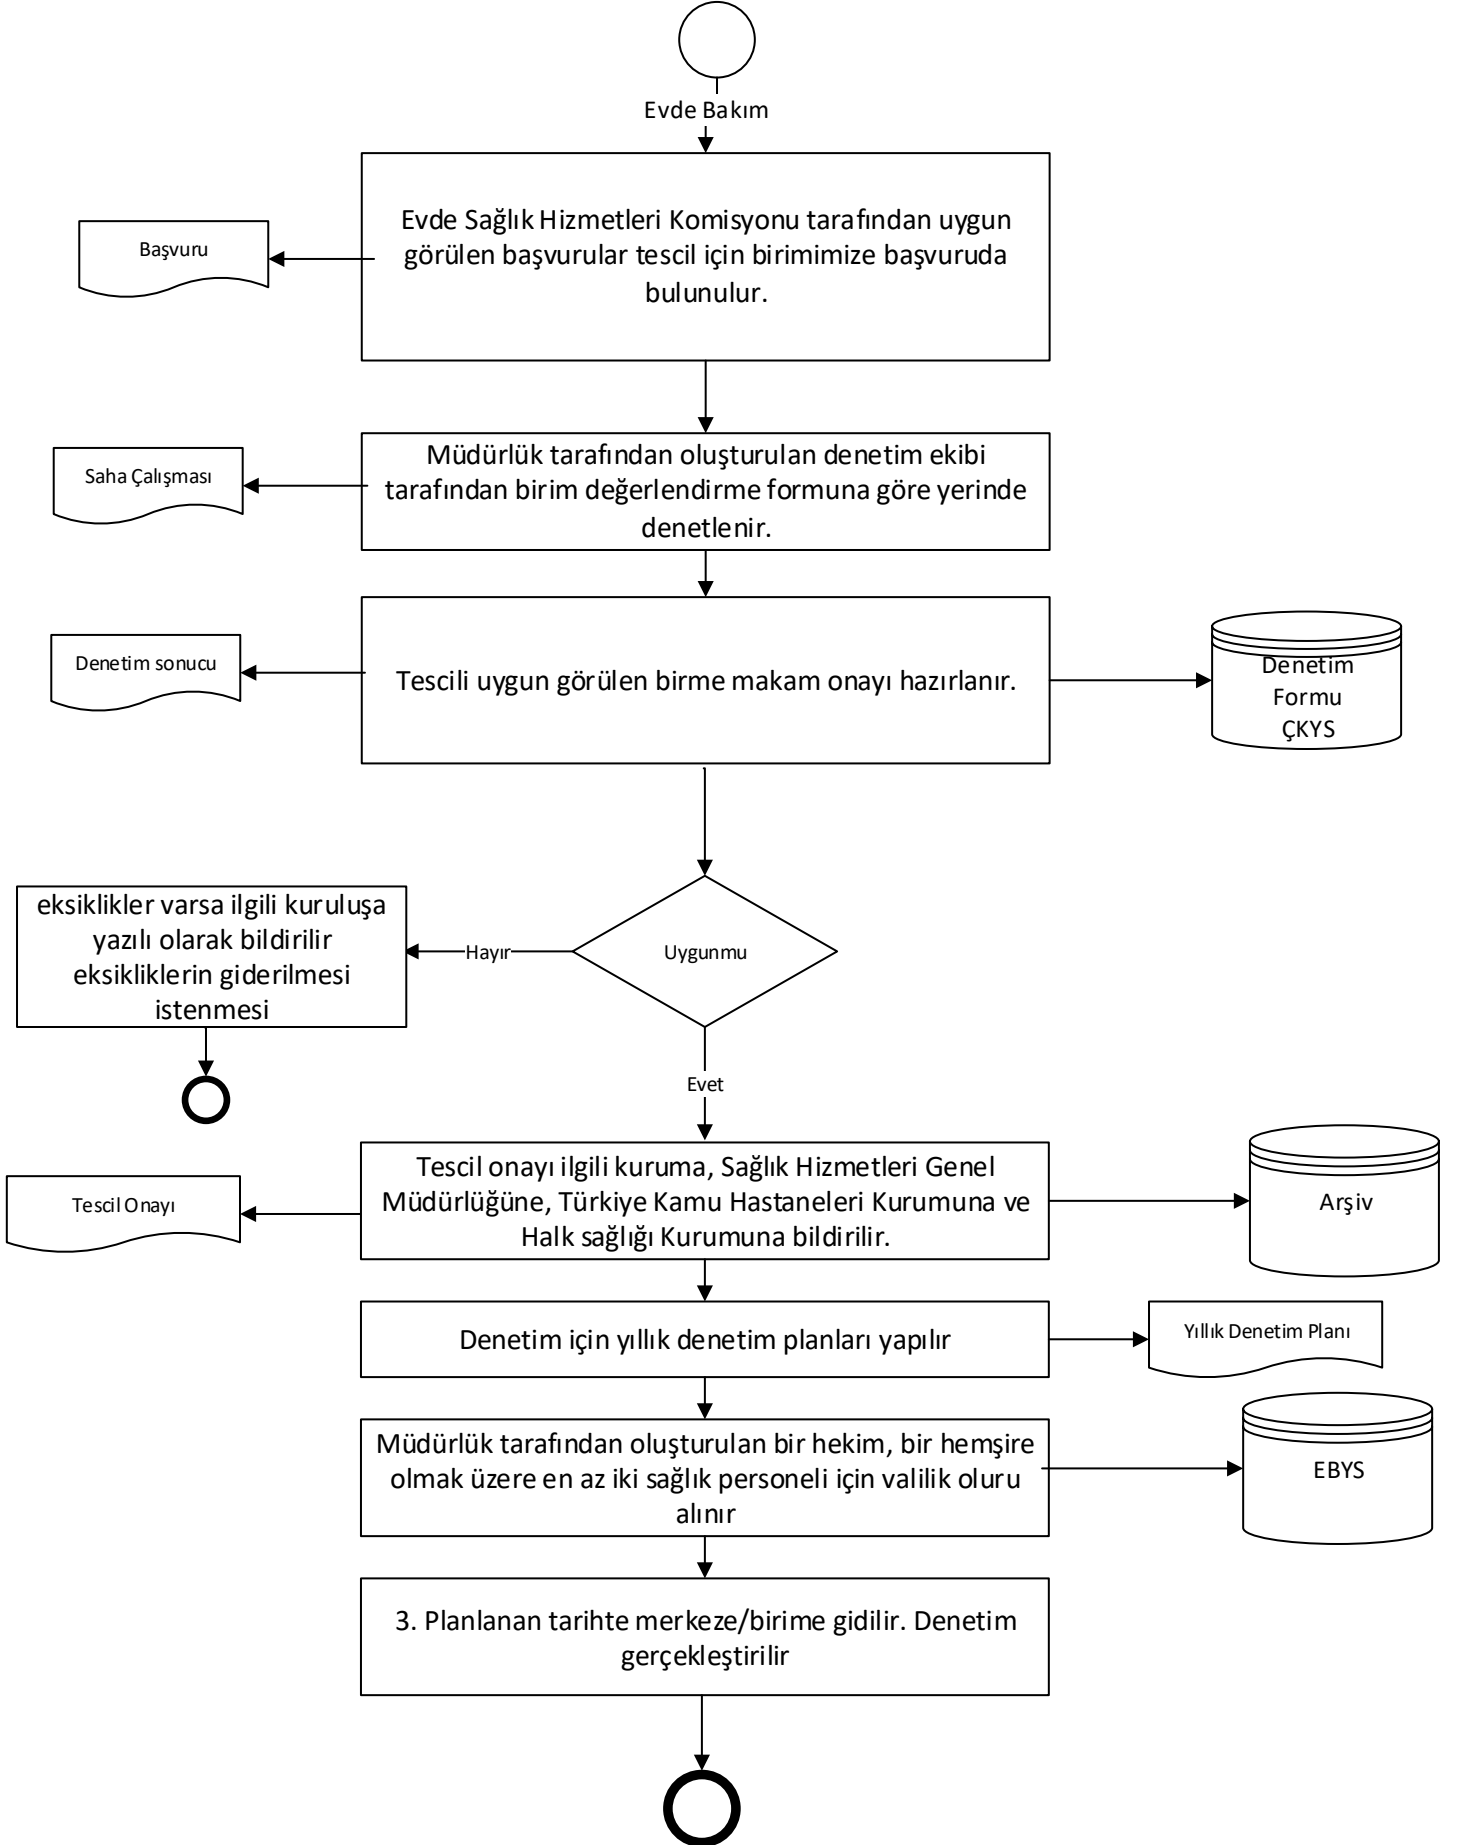 Evde Bakım
Evde Sağlık Hizmetleri Komisyonu tarafından uygun
görülen başvurular tescil için birimimize başvuruda
bulunulur.
Başvuru
Müdürlük tarafından oluşturulan denetim ekibi
tarafından birim değerlendirme formuna göre yerinde
denetlenir.
Saha Çalışması
Tescili uygun görülen birme makam onayı hazırlanır.
Denetim sonucu
Denetim
Formu
ÇKYS
Uygunmu
Hayır
eksiklikler varsa ilgili kuruluşa
yazılı olarak bildirilir
eksikliklerin giderilmesi
istenmesi
Evet
Tescil onayı ilgili kuruma, Sağlık Hizmetleri Genel
Müdürlüğüne, Türkiye Kamu Hastaneleri Kurumuna ve
Halk sağlığı Kurumuna bildirilir.
Tescil Onayı
Arşiv
Denetim için yıllık denetim planları yapılır
Yıllık Denetim Planı
Müdürlük tarafından oluşturulan bir hekim, bir hemşire
olmak üzere en az iki sağlık personeli için valilik oluru
alınır
EBYS
3. Planlanan tarihte merkeze/birime gidilir. Denetim
gerçekleştirilir